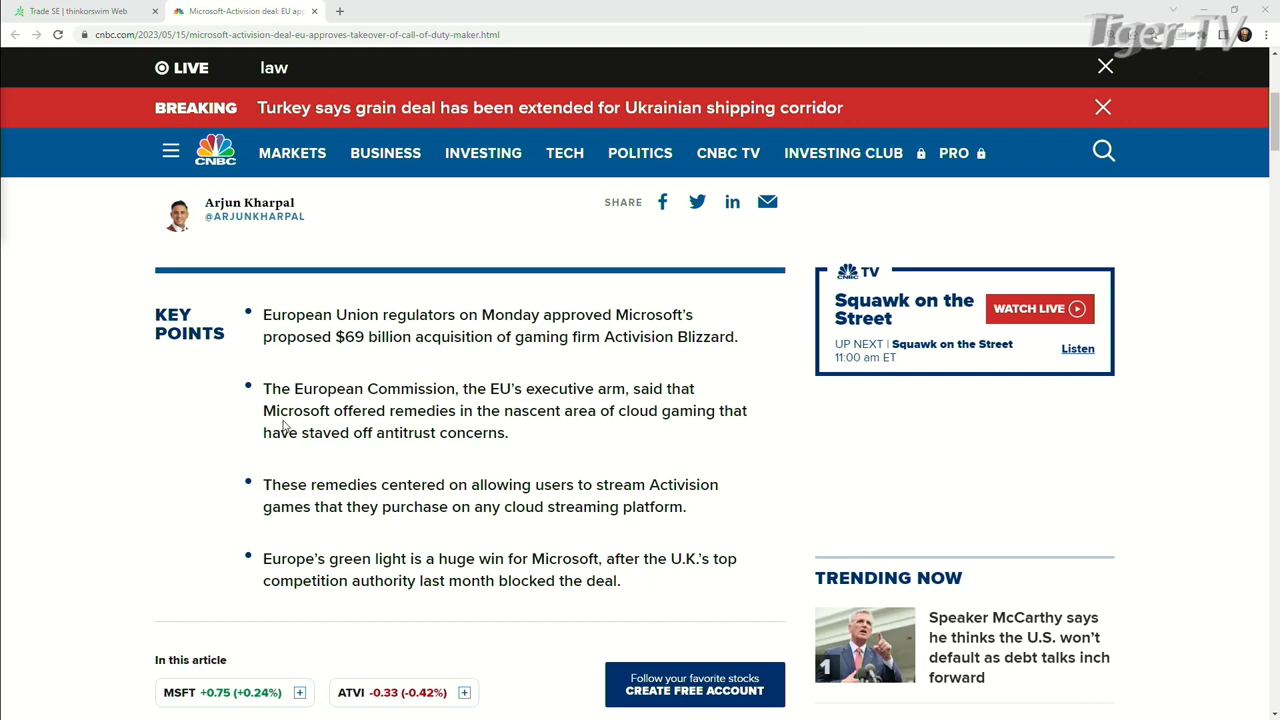 Trade SE | thinkorswim Web
Microsoft-Activision deal: EU app
Tiger-TV
cnbc.com/2023/05/15/microsoft-activision-deal-eu-approves-takeover-of-call-of-duty-maker.html
LIVE law
BREAKING Turkey says grain deal has been extended for Ukrainian shipping corridor
CNBC MARKETS BUSINESS INVESTING TECH POLITICS CNBC TV INVESTING CLUB PRO
Arjun Kharpal
@ARJUNKHARPAL
SHARE
KEY
POINTS
European Union regulators on Monday approved Microsoft's
proposed $69 billion acquisition of gaming firm Activision Blizzard.
The European Commission, the EU's executive arm, said that
Microsoft offered remedies in the nascent area of cloud gaming that
have staved off antitrust concerns.
These remedies centered on allowing users to stream Activision
games that they purchase on any cloud streaming platform.
Europe's green light is a huge win for Microsoft, after the U.K.'s top
competition authority last month blocked the deal.
In this article
MSFT +0.75 (+0.24%)
ATVI -0.33 (-0.42%)
Follow your favorite stocks
CREATE FREE ACCOUNT
CNBC TV
Squawk on the
Street
WATCH LIVE
UP NEXT | Squawk on the Street
11:00 am ET
Listen
TRENDING NOW
1
Speaker McCarthy says
he thinks the U.S. won't
default as debt talks inch
forward